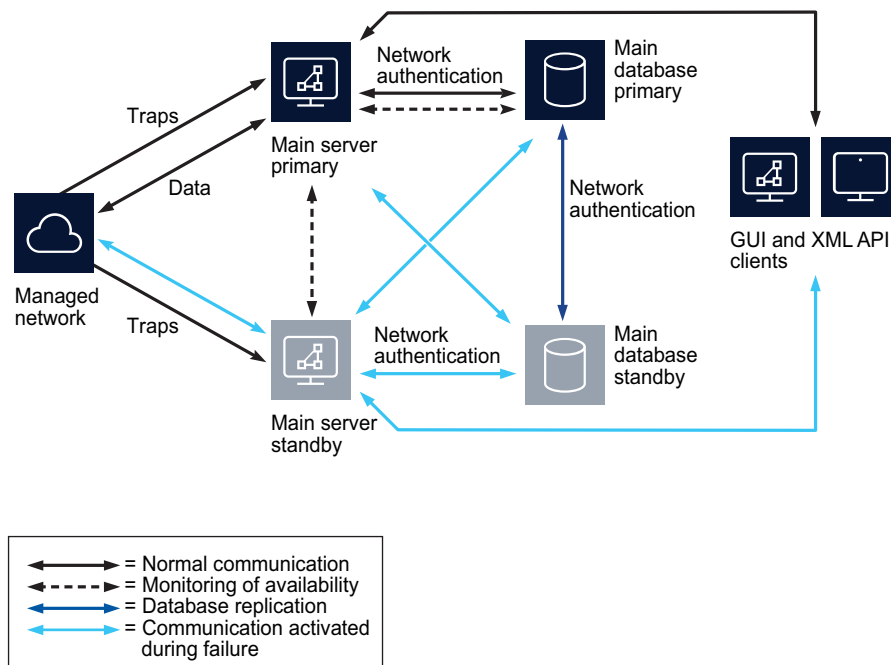 Network
authentication
Main
database
primary
Traps
Main server
primary
Data
Network
authentication
GUI and XML API
clients
Managed
network
Traps
Network
authentication
Main
database
standby
Main server
standby
= Normal communication
= Monitoring of availability
= Database replication
= Communication activated
during failure